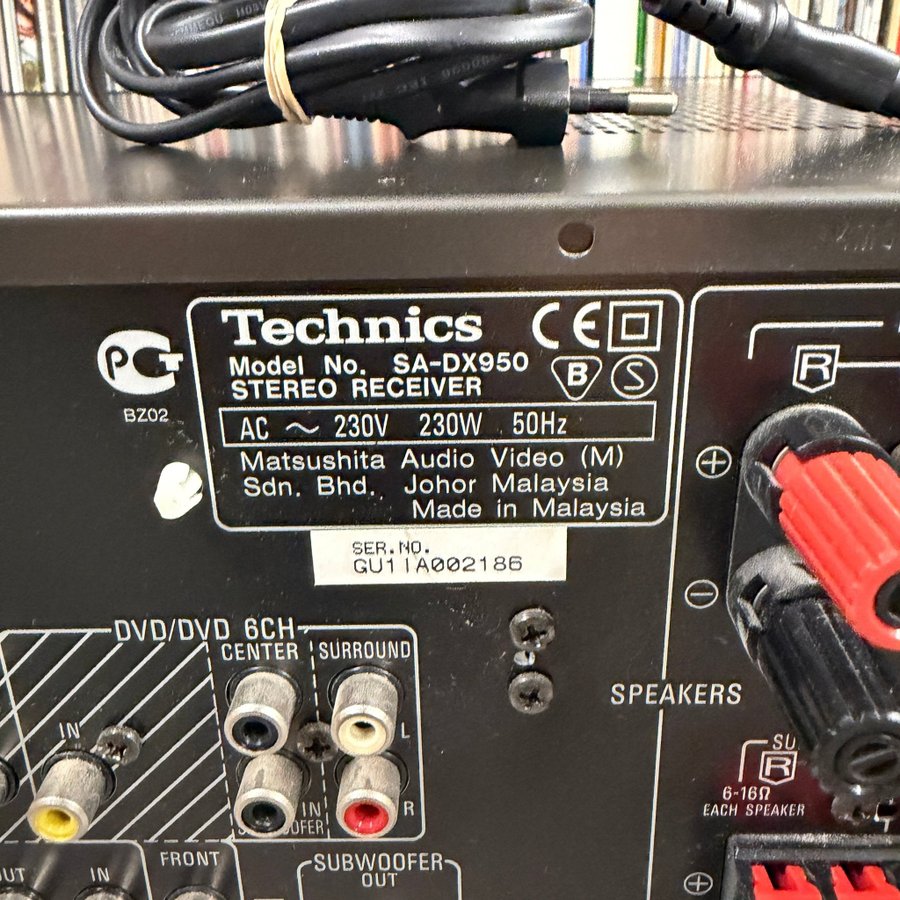 Technics
Model No. SA-DX950
STEREO RECEIVER
AC ~ 230V 230W 50Hz
Matsushita Audio Video (M)
Sdn. Bhd., Johor Malaysia
Made in Malaysia
BZ02
SER.NO.
GU1IA002186
DVD/DVD 6CH
CENTER SURROUND
IN
L
IN
R
SPEAKERS
R
6-16Ω
EACH SPEAKER
R
FRONT
IN
SUBWOOFER
OUT